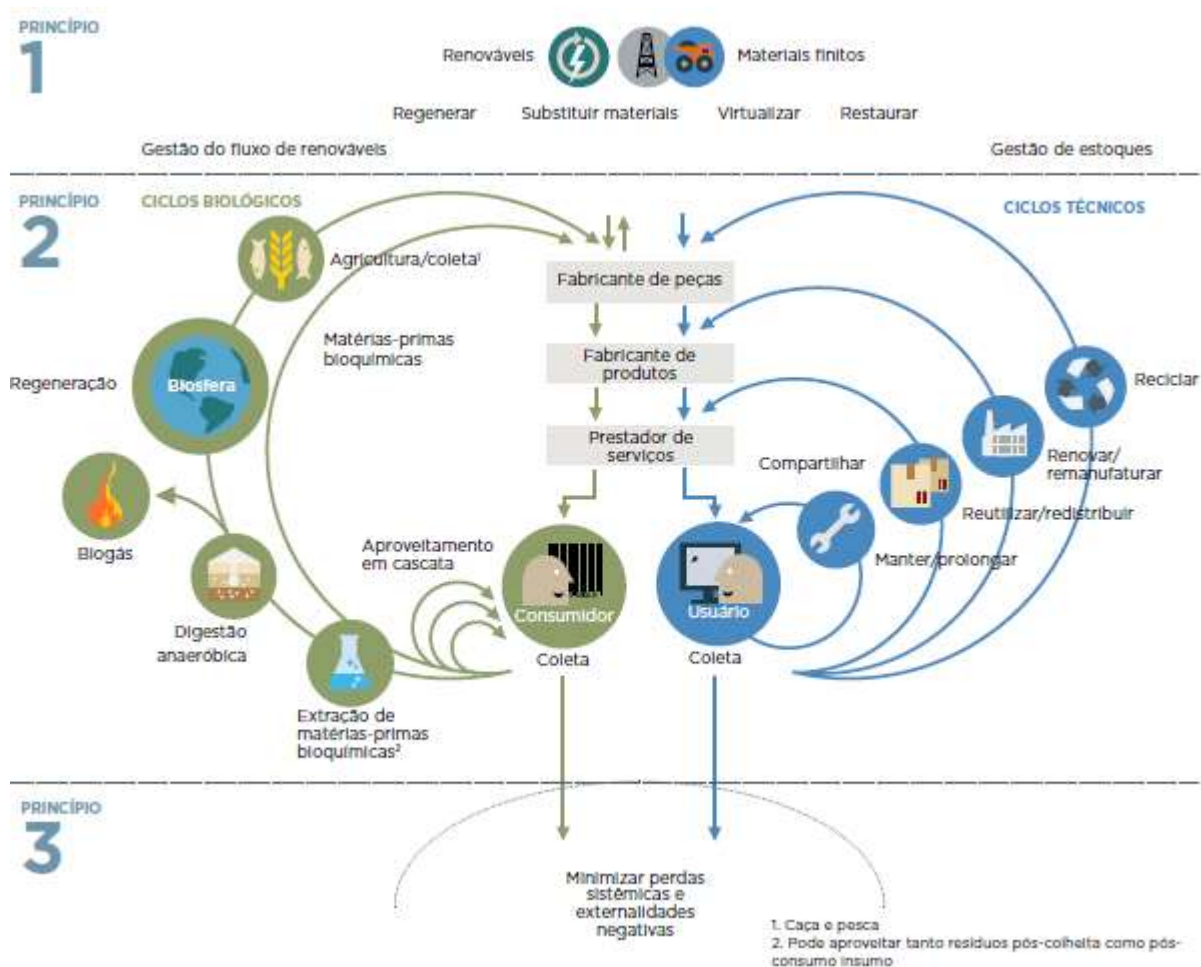 PRINCÍPIO
1
Renováveis
Materiais finitos
Regenerar
Substituir materiais
Virtualizar
Restaurar
Gestão do fluxo de renováveis
Gestão de estoques
PRINCÍPIO
2
CICLOS BIOLÓGICOS
CICLOS TÉCNICOS
Agricultura/coleta¹
Fabricante de peças
Matérias-primas
bioquímicas
Fabricante de
produtos
Regeneração
Biosfera
Reciclar
Prestador de
serviços
Compartilhar
Renovar/
remanufaturar
Reutilizar/redistribuir
Biogás
Aproveitamento
em cascata
Manter/prolongar
Consumidor
Usuário
Digestão
anaeróbica
Coleta
Coleta
Extração de
matérias-primas
bioquímicas²
PRINCÍPIO
3
Minimizar perdas
sistêmicas e
externalidades
negativas
1. Caça e pesca
2. Pode aproveitar tanto resíduos pós-colheita como pós-
consumo insumo